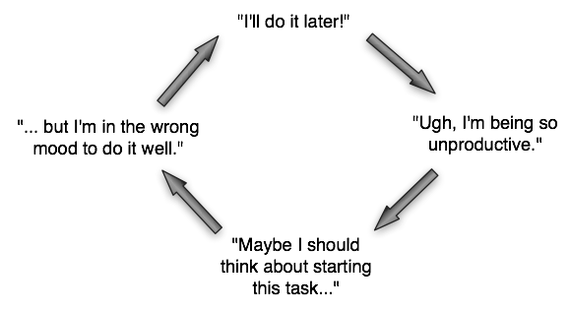 "I'll do it later!"
"Ugh, I'm being so
unproductive."
"Maybe I should
think about starting
this task..."
"... but I'm in the wrong
mood to do it well."